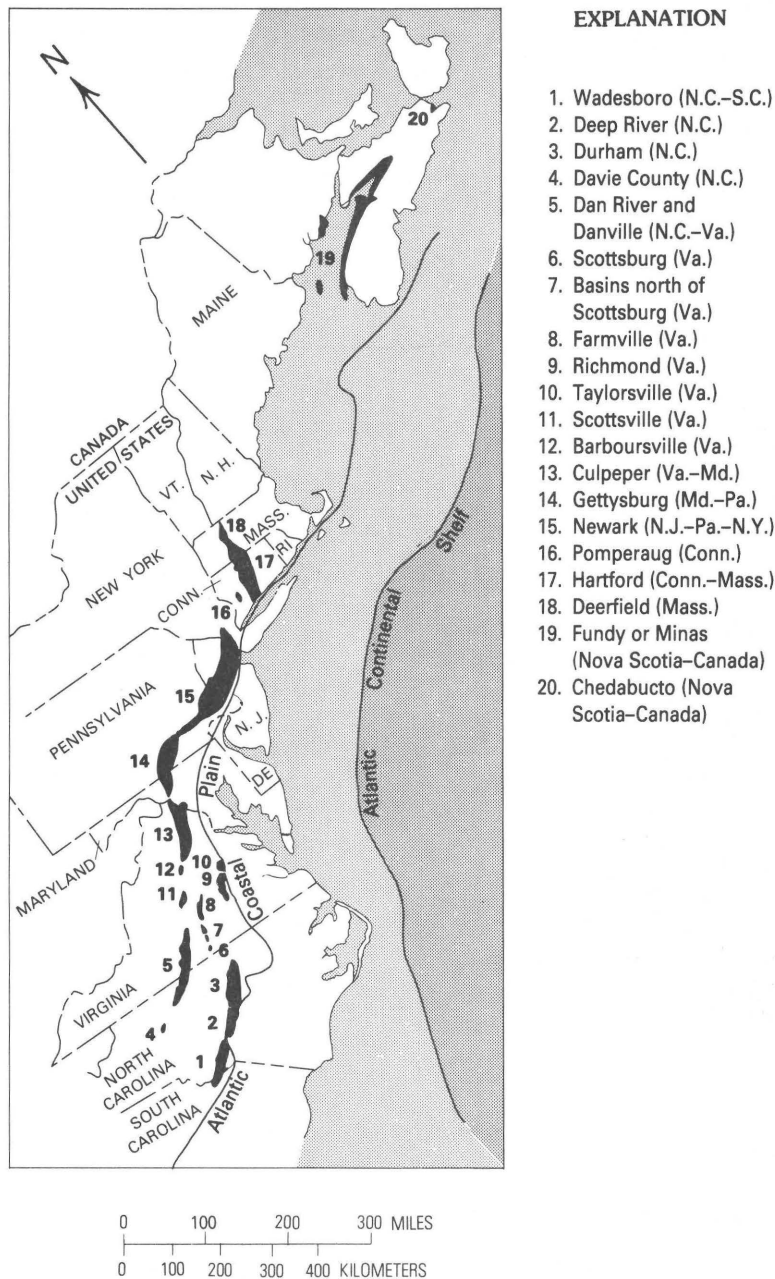 EXPLANATION
1. Wadesboro (N.C.–S.C.)
2. Deep River (N.C.)
3. Durham (N.C.)
4. Davie County (N.C.)
5. Dan River and
Danville (N.C.–Va.)
6. Scottsburg (Va.)
7. Basins north of
Scottsburg (Va.)
8. Farmville (Va.)
9. Richmond (Va.)
10. Taylorsville (Va.)
11. Scottsville (Va.)
12. Barboursville (Va.)
13. Culpeper (Va.–Md.)
14. Gettysburg (Md.–Pa.)
15. Newark (N.J.–Pa.–N.Y.)
16. Pomperaug (Conn.)
17. Hartford (Conn.–Mass.)
18. Deerfield (Mass.)
19. Fundy or Minas
(Nova Scotia–Canada)
20. Chedabucto (Nova
Scotia–Canada)
N
20
19
MAINE
CANADA
UNITED STATES
VT.
N. H.
18
MASS.
RI
17
NEW YORK
CONN.
16
Atlantic Continental Shelf
PENNSYLVANIA
15
N. J.
14
DE
MARYLAND
13
12
11
10
9
8
7
6
5
VIRGINIA
3
4
2
NORTH
CAROLINA
1
SOUTH
CAROLINA
Atlantic Coastal Plain
0 100 200 300 MILES
0 100 200 300 400 KILOMETERS